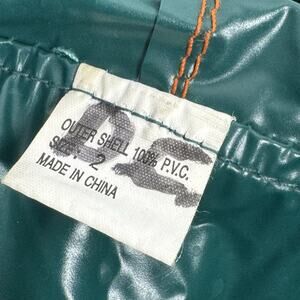 OUTER SHELL 100% P.V.C.
SIZE: 2
MADE IN CHINA